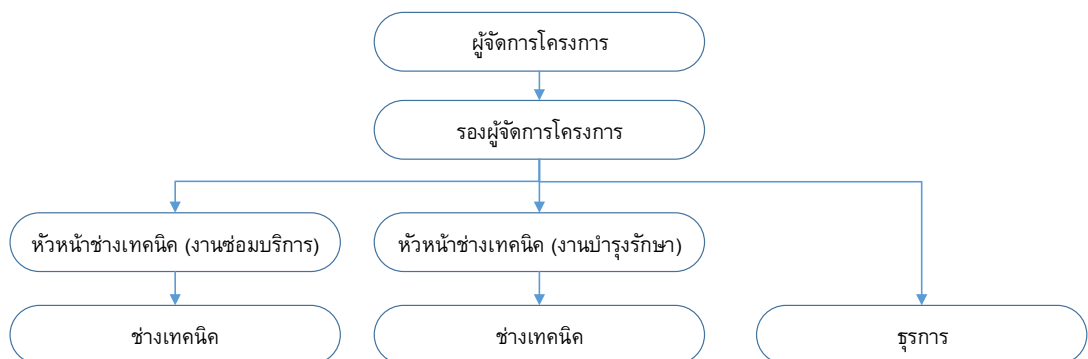 ผู้จัดการโครงการ
รองผู้จัดการโครงการ
หัวหน้าช่างเทคนิค (งานซ่อมบริการ)
หัวหน้าช่างเทคนิค (งานบำรุงรักษา)
ช่างเทคนิค
ช่างเทคนิค
ธุรการ